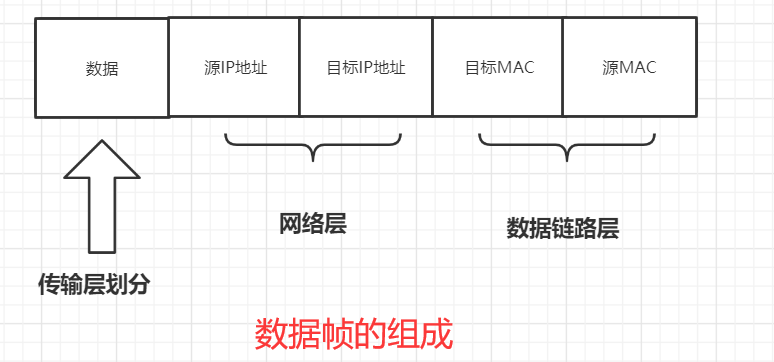 数据
源IP地址
目标IP地址
目标MAC
源MAC
网络层
数据链路层
传输层划分
数据帧的组成